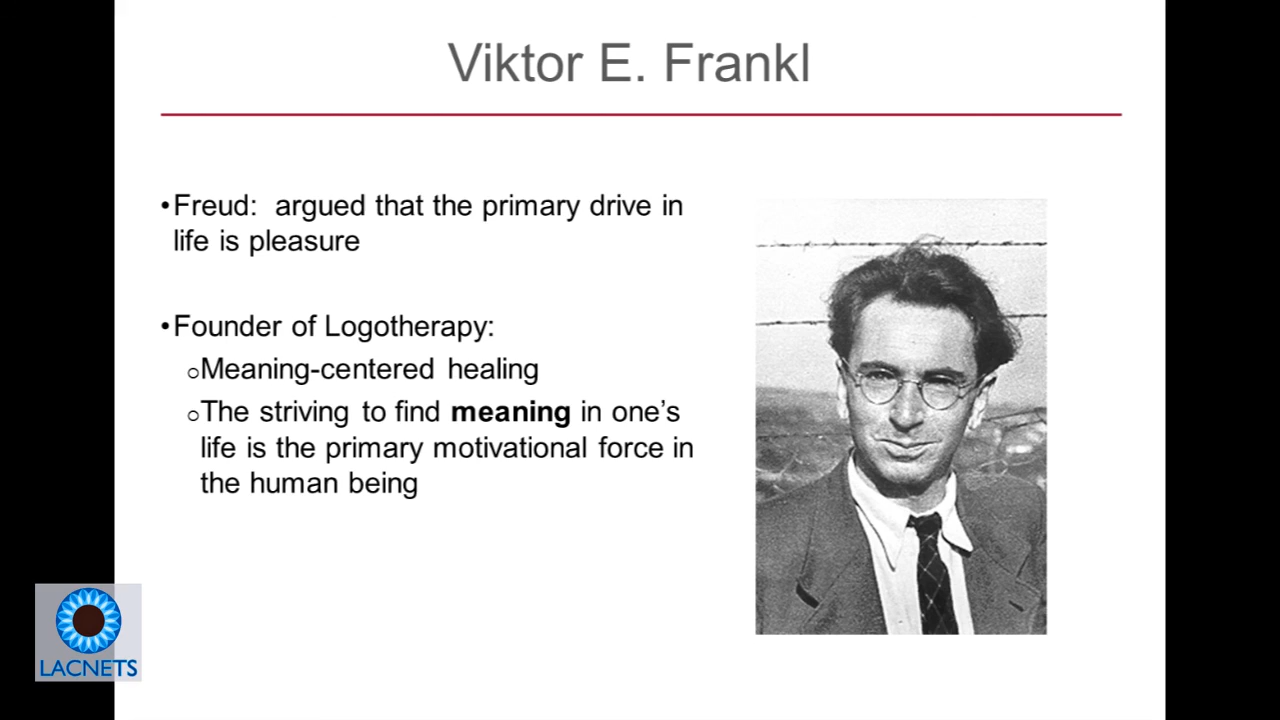 Viktor E. Frankl
•Freud:  argued that the primary drive in
life is pleasure
•Founder of Logotherapy:
oMeaning-centered healing
oThe striving to find meaning in one’s
life is the primary motivational force in
the human being
LACNETS